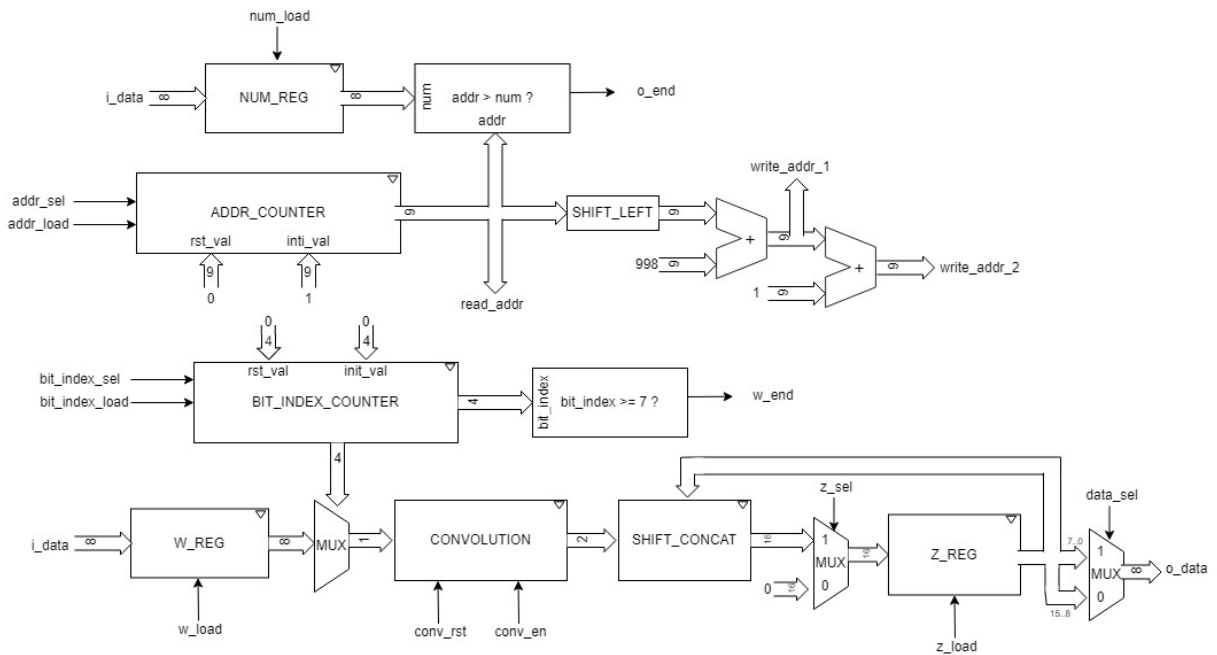 num_load
i_data
8
NUM_REG
8
num
addr > num ?
addr
o_end
addr_sel
addr_load
ADDR_COUNTER
rst_val
inti_val
9
9
0
1
9
read_addr
SHIFT_LEFT
9
998
9
+
write_addr_1
9
1
9
+
9
write_addr_2
0
4
0
4
bit_index_sel
bit_index_load
rst_val
init_val
BIT_INDEX_COUNTER
4
bit_index
bit_index >= 7 ?
w_end
4
i_data
8
W_REG
w_load
8
MUX
1
CONVOLUTION
conv_rst
conv_en
2
SHIFT_CONCAT
16
0
16
z_sel
1
MUX
0
16
Z_REG
z_load
7..0
15..8
data_sel
1
MUX
0
8
o_data